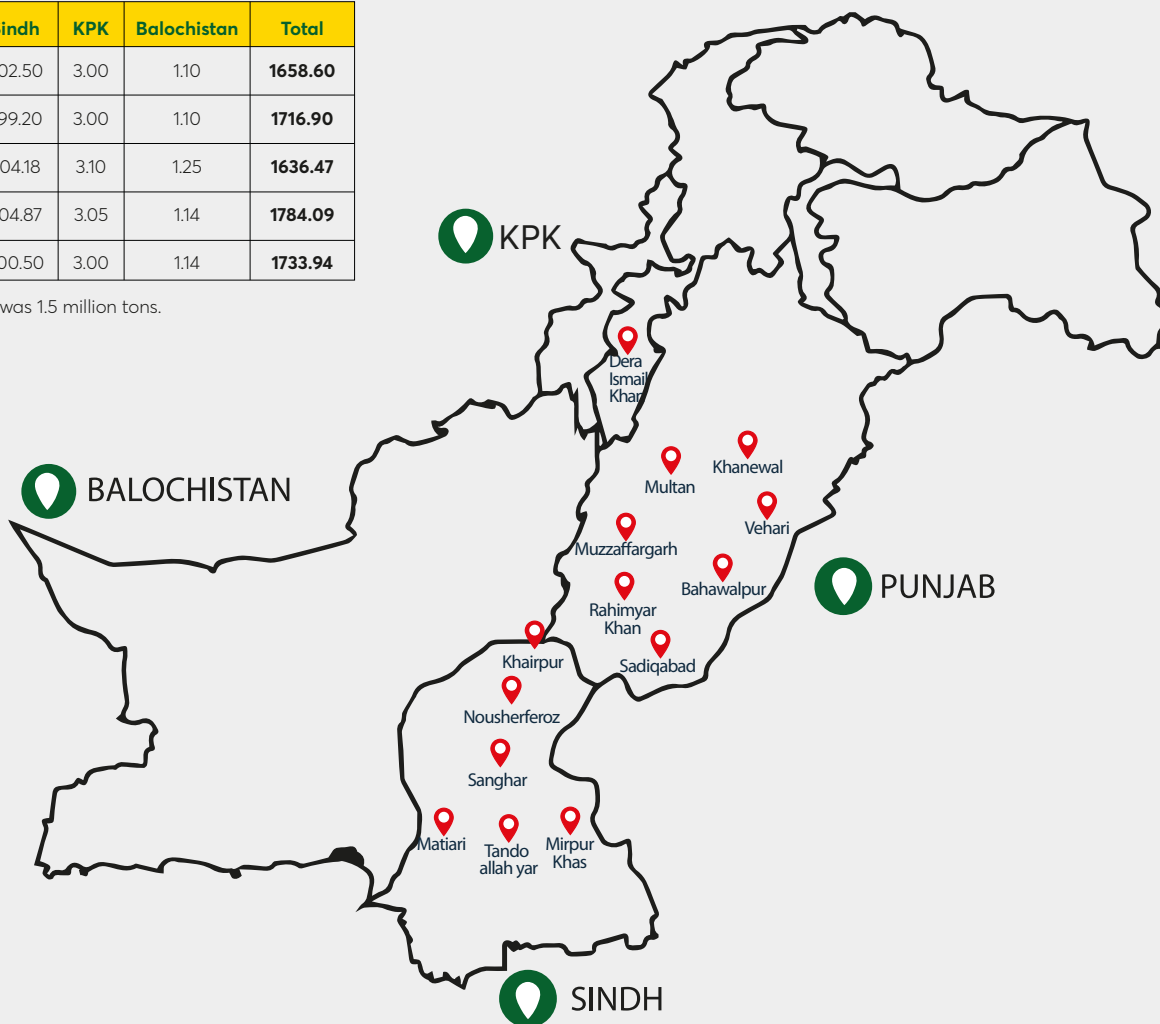 Sindh KPK Balochistan Total
02.50 3.00 1.10 1658.60
99.20 3.00 1.10 1716.90
04.18 3.10 1.25 1636.47
04.87 3.05 1.14 1784.09
00.50 3.00 1.14 1733.94
was 1.5 million tons.
KPK
Dera
Ismail
Khan
BALOCHISTAN
Multan
Khanewal
Vehari
Muzzaffargarh
Bahawalpur
PUNJAB
Rahimyar
Khan
Sadiqabad
Khairpur
Nousherferoz
Sanghar
Matiari
Tando
allah yar
Mirpur
Khas
SINDH